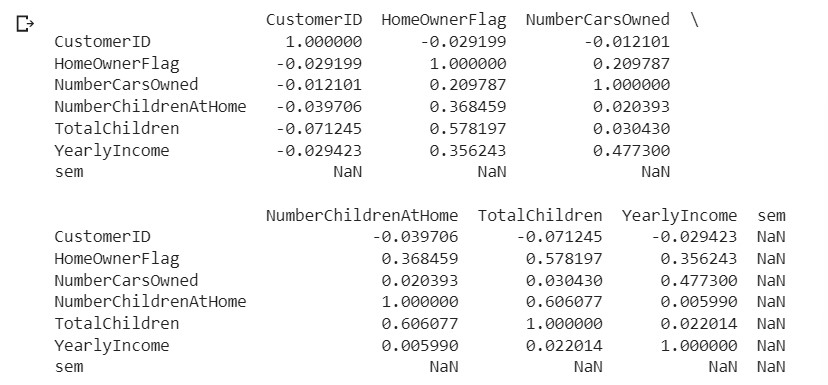 CustomerID HomeOwnerFlag NumberCarsOwned \
CustomerID 1.000000 -0.029199 -0.012101
HomeOwnerFlag -0.029199 1.000000 0.209787
NumberCarsOwned -0.012101 0.209787 1.000000
NumberChildrenAtHome -0.039706 0.368459 0.020393
TotalChildren -0.071245 0.578197 0.030430
YearlyIncome -0.029423 0.356243 0.477300
sem NaN NaN NaN
NumberChildrenAtHome TotalChildren YearlyIncome sem
CustomerID -0.039706 -0.071245 -0.029423 NaN
HomeOwnerFlag 0.368459 0.578197 0.356243 NaN
NumberCarsOwned 0.020393 0.030430 0.477300 NaN
NumberChildrenAtHome 1.000000 0.606077 0.005990 NaN
TotalChildren 0.606077 1.000000 0.022014 NaN
YearlyIncome 0.005990 0.022014 1.000000 NaN
sem NaN NaN NaN NaN